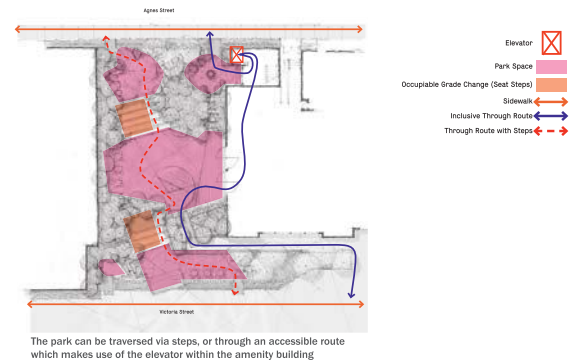 Agnes Street
Elevator
Park Space
Occupiable Grade Change (Seat Steps)
Sidewalk
Inclusive Through Route
Through Route with Steps
Victoria Street
The park can be traversed via steps, or through an accessible route
which makes use of the elevator within the amenity building